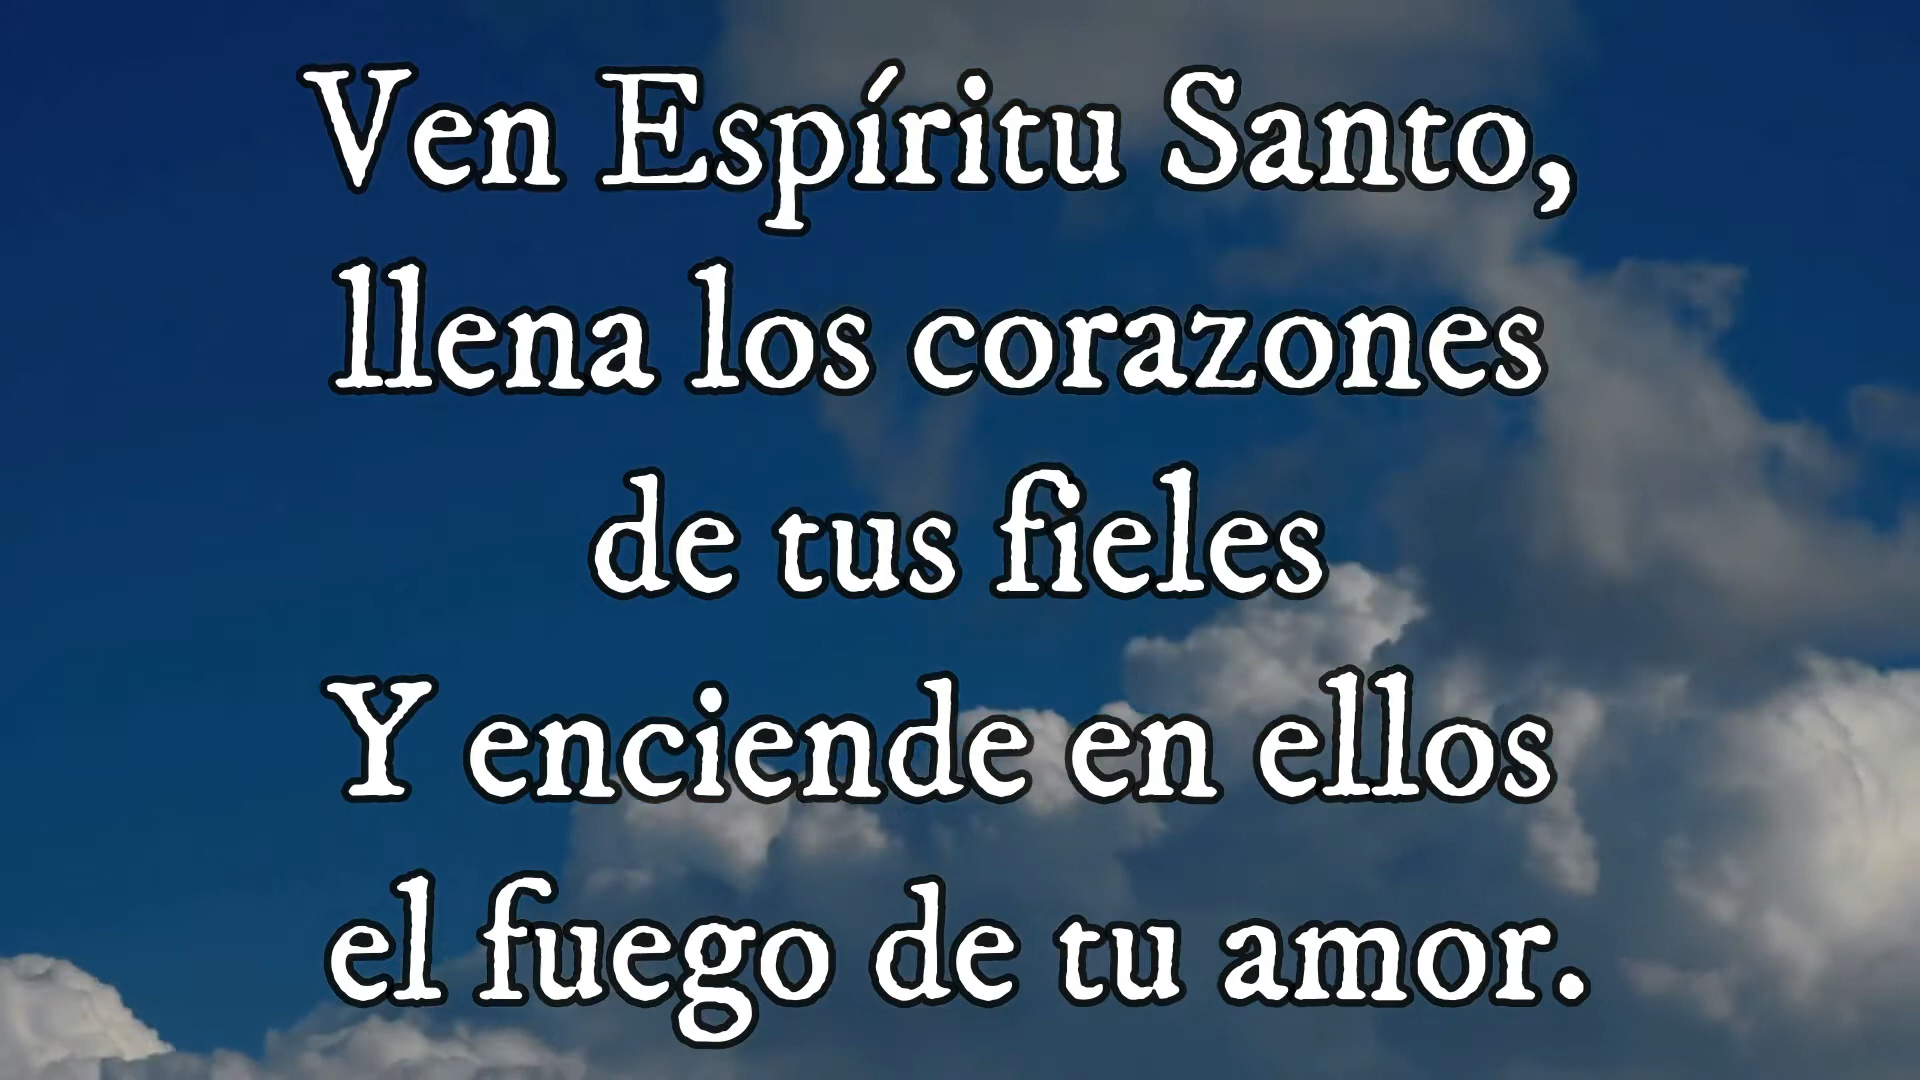 Ven Espíritu Santo,
llena los corazones
de tus fieles
Y enciende en ellos
el fuego de tu amor.